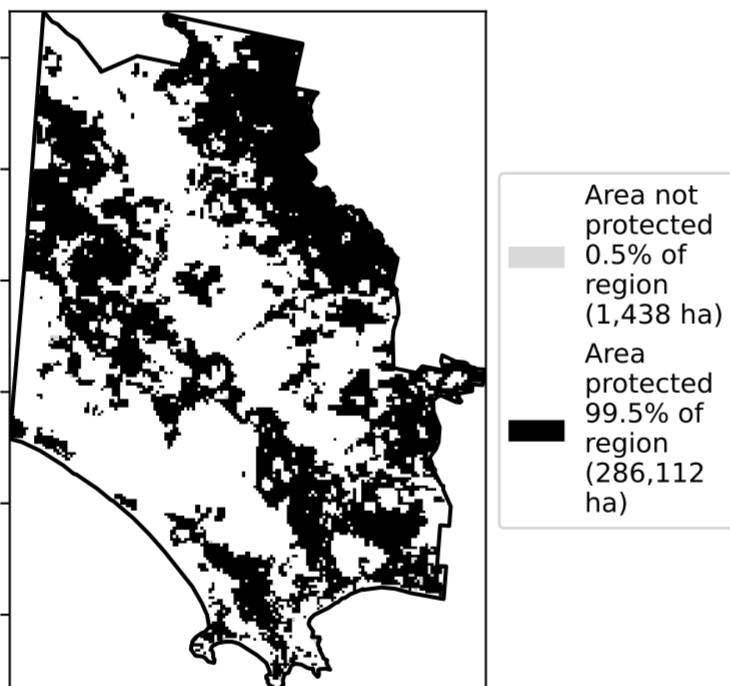 Area not
protected
0.5% of
region
(1,438 ha)
Area
protected
99.5% of
region
(286,112
ha)